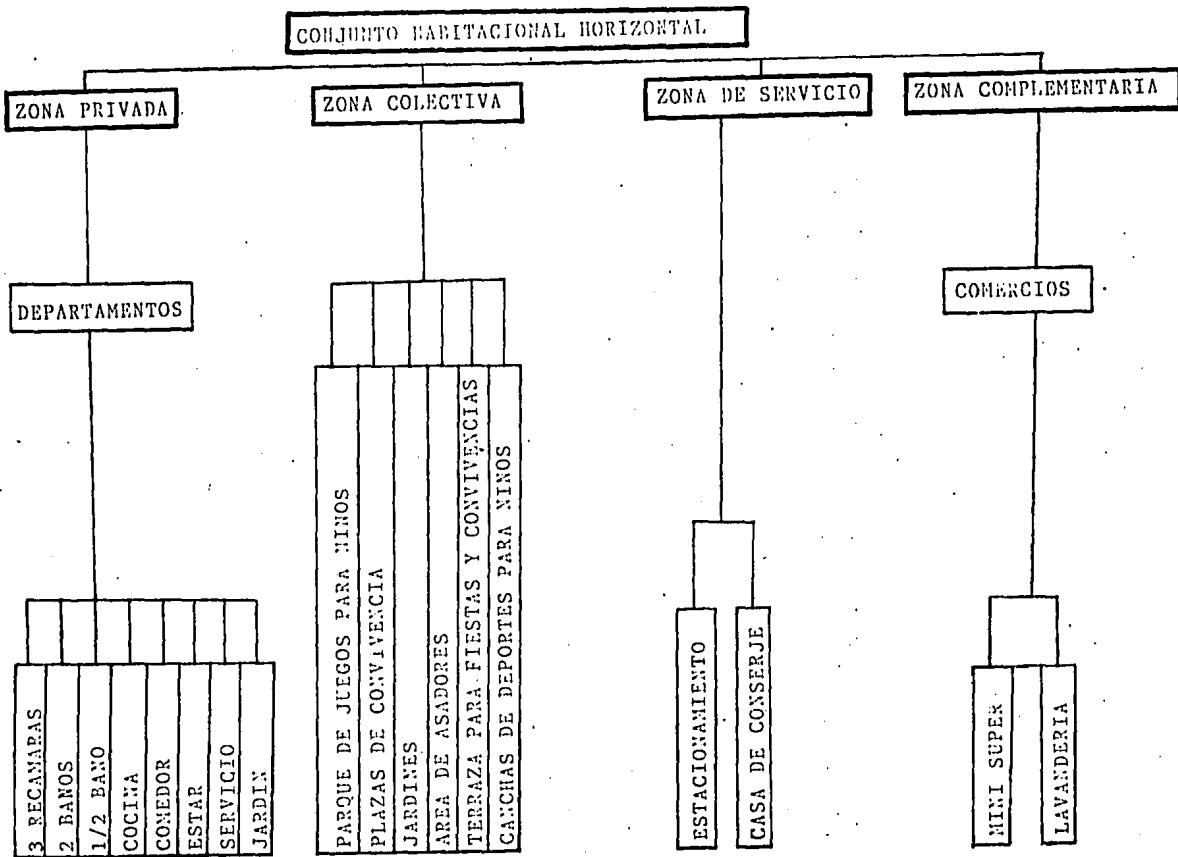 CONJUNTO HABITACIONAL HORIZONTAL
ZONA PRIVADA
ZONA COLECTIVA
ZONA DE SERVICIO
ZONA COMPLEMENTARIA
DEPARTAMENTOS
COMERCIOS
3 RECAMARAS
2 BANOS
1/2 BANO
COCINA
COMEDOR
ESTAR
SERVICIO
JARDIN
PARQUE DE JUEGOS PARA NINOS
PLAZAS DE CONVIVENCIA
JARDINES
AREA DE ASADORES
TERRAZA PARA FIESTAS Y CONVIVENCIAS
CANCHAS DE DEPORTES PARA NINOS
ESTACIONAMIENTO
CASA DE CONSERJE
MINI SUPER
LAVANDERIA